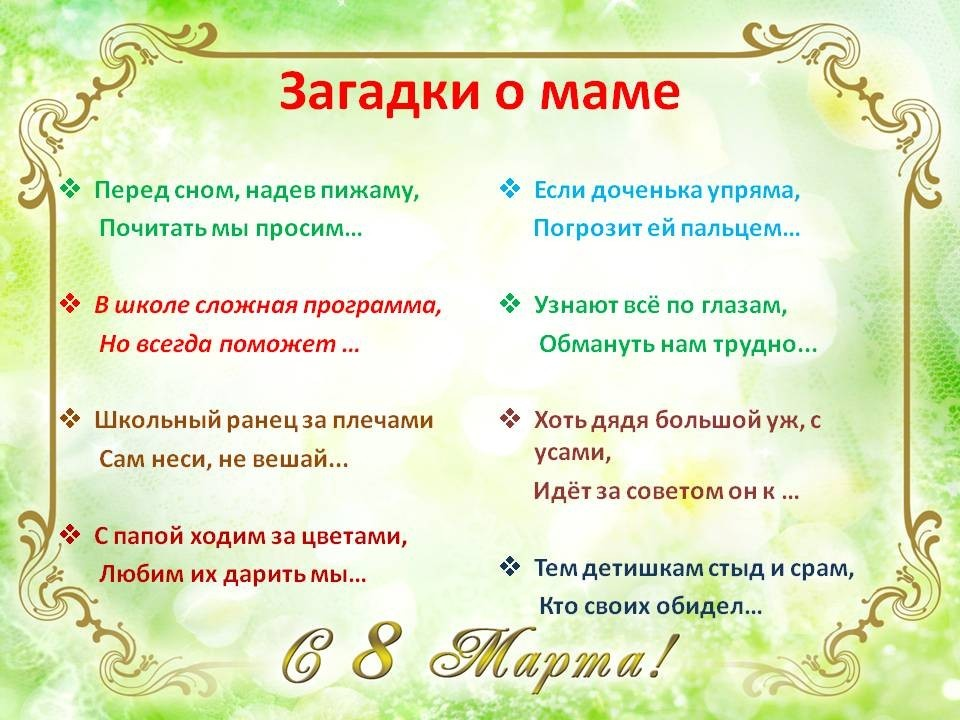 Загадки о маме
❖ Перед сном, надев пижаму,
Почитать мы просим…
❖ В школе сложная программа,
Но всегда поможет …
❖ Школьный ранец за плечами
Сам неси, не вешай...
❖ С папой ходим за цветами,
Любим их дарить мы…
❖ Если доченька упряма,
Погрозит ей пальцем…
❖ Узнают всё по глазам,
Обмануть нам трудно...
❖ Хоть дядя большой уж, с
усами,
Идёт за советом он к …
❖ Тем детишкам стыд и срам,
Кто своих обидел…
С 8 Марта!